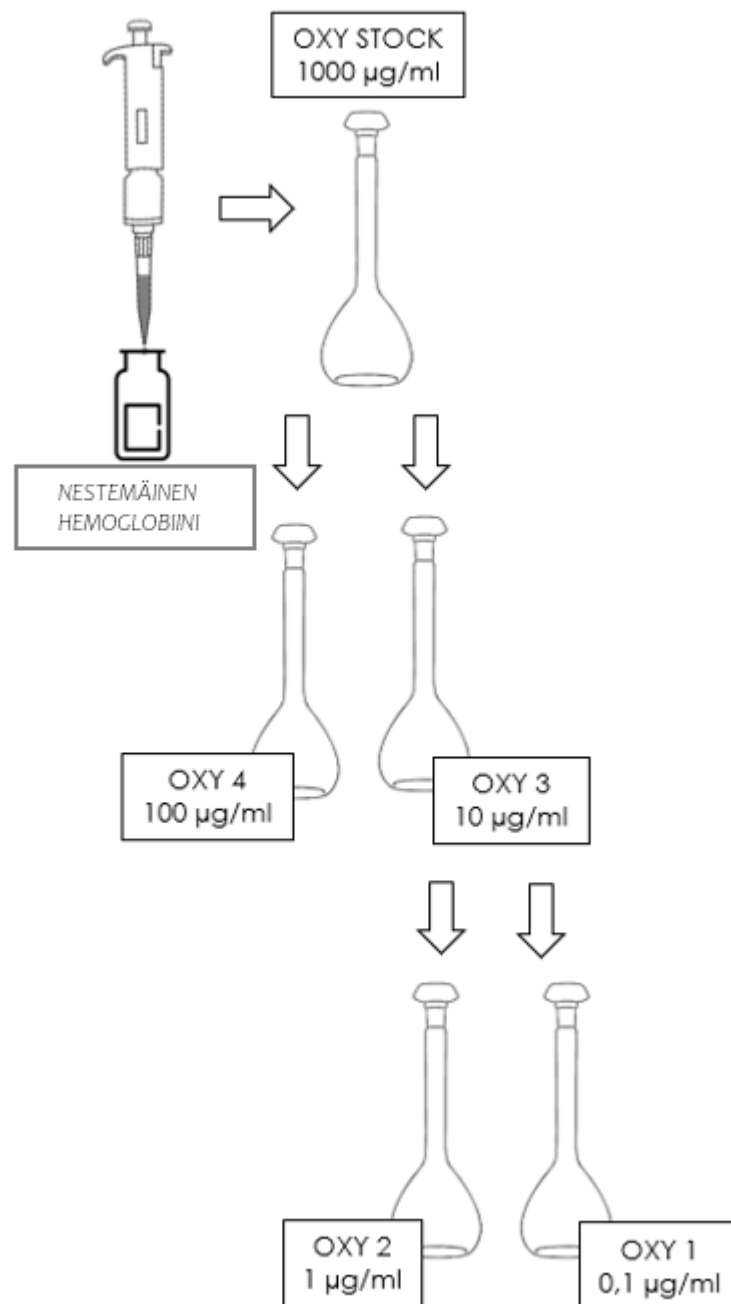 OXY STOCK
1000 µg/ml
NESTEMÄINEN
HEMOGLOBIINI
OXY 4
100 µg/ml
OXY 3
10 µg/ml
OXY 2
1 µg/ml
OXY 1
0,1 µg/ml